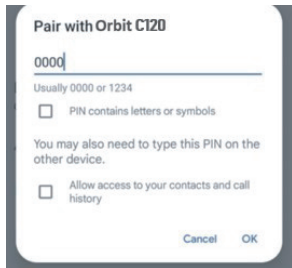 Pair with Orbit C120
0000
Usually 0000 or 1234
PIN contains letters or symbols
You may also need to type this PIN on the
other device.
Allow access to your contacts and call
history
Cancel OK